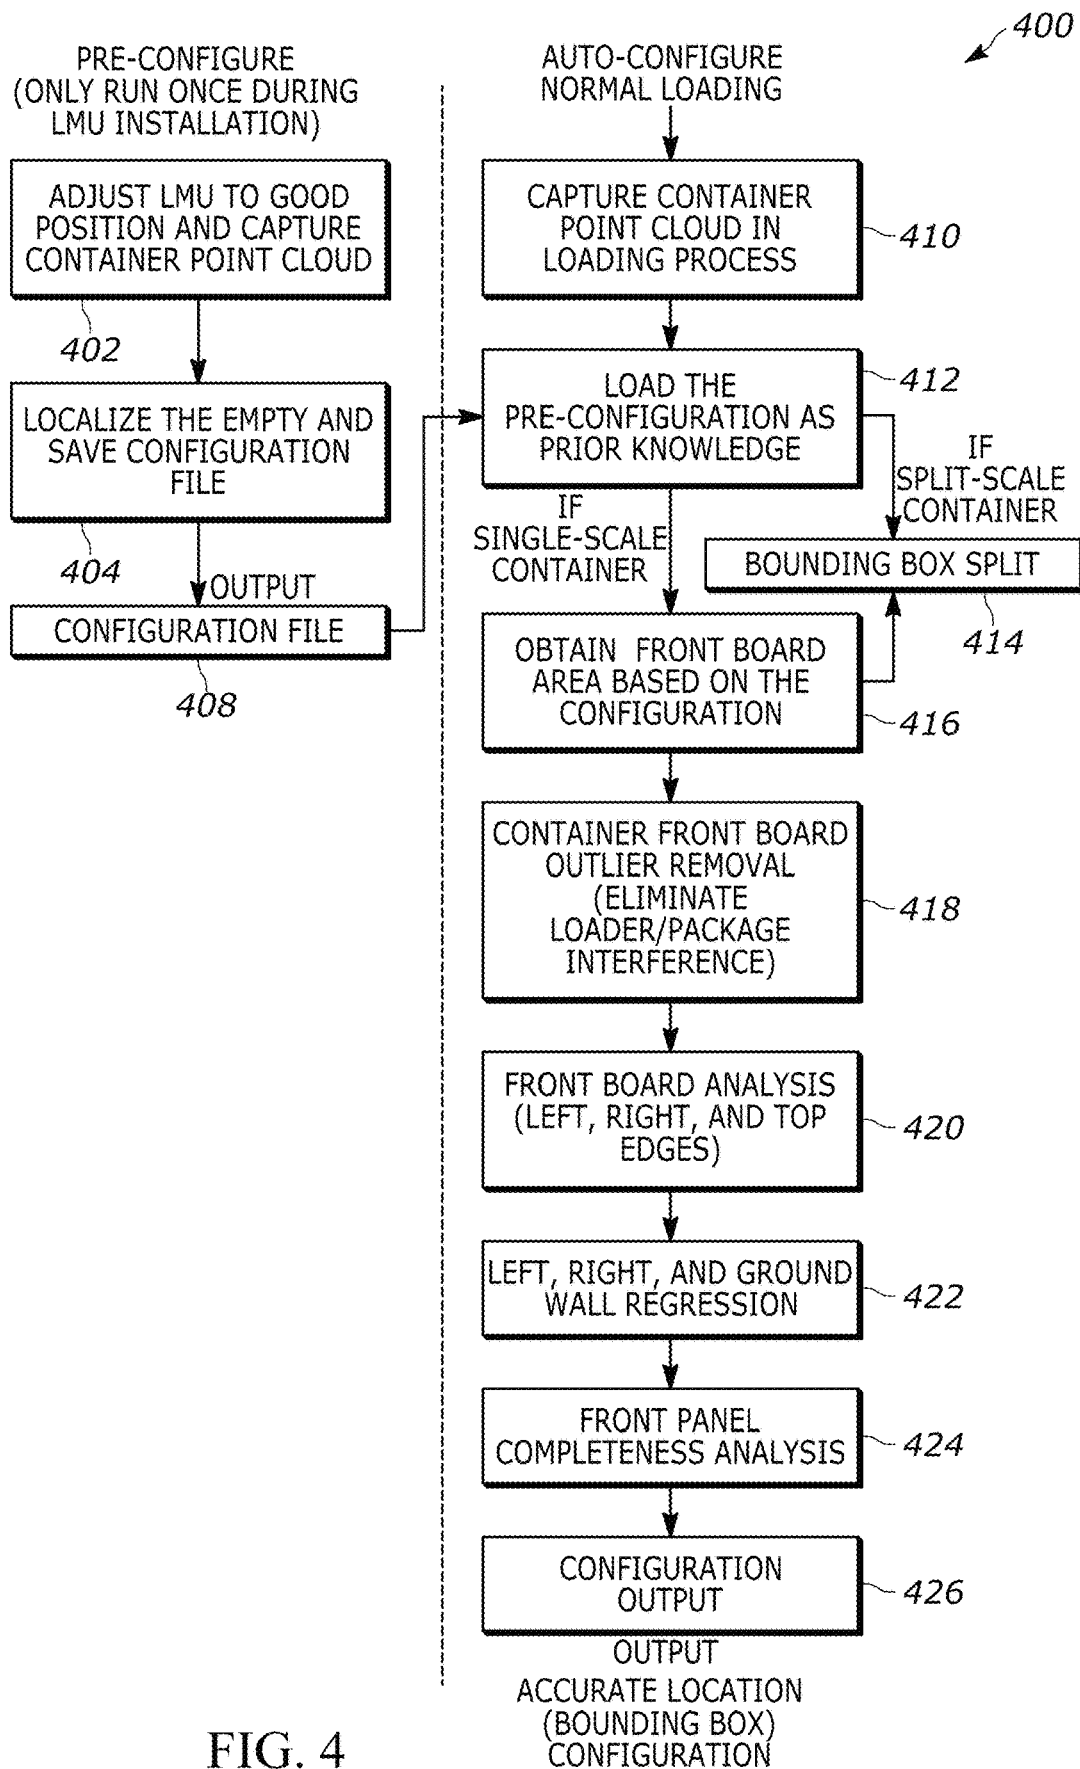 400
PRE-CONFIGURE
(ONLY RUN ONCE DURING
LMU INSTALLATION)
ADJUST LMU TO GOOD
POSITION AND CAPTURE
CONTAINER POINT CLOUD
402
LOCALIZE THE EMPTY AND
SAVE CONFIGURATION
FILE
404
OUTPUT
CONFIGURATION FILE
408
AUTO-CONFIGURE
NORMAL LOADING
CAPTURE CONTAINER
POINT CLOUD IN
LOADING PROCESS
410
LOAD THE
PRE-CONFIGURATION AS
PRIOR KNOWLEDGE
412
IF
SINGLE-SCALE
CONTAINER
IF
SPLIT-SCALE
CONTAINER
BOUNDING BOX SPLIT
414
OBTAIN FRONT BOARD
AREA BASED ON THE
CONFIGURATION
416
CONTAINER FRONT BOARD
OUTLIER REMOVAL
(ELIMINATE
LOADER/PACKAGE
INTERFERENCE)
418
FRONT BOARD ANALYSIS
(LEFT, RIGHT, AND TOP
EDGES)
420
LEFT, RIGHT, AND GROUND
WALL REGRESSION
422
FRONT PANEL
COMPLETENESS ANALYSIS
424
CONFIGURATION
OUTPUT
426
OUTPUT
ACCURATE LOCATION
(BOUNDING BOX)
CONFIGURATION
FIG. 4